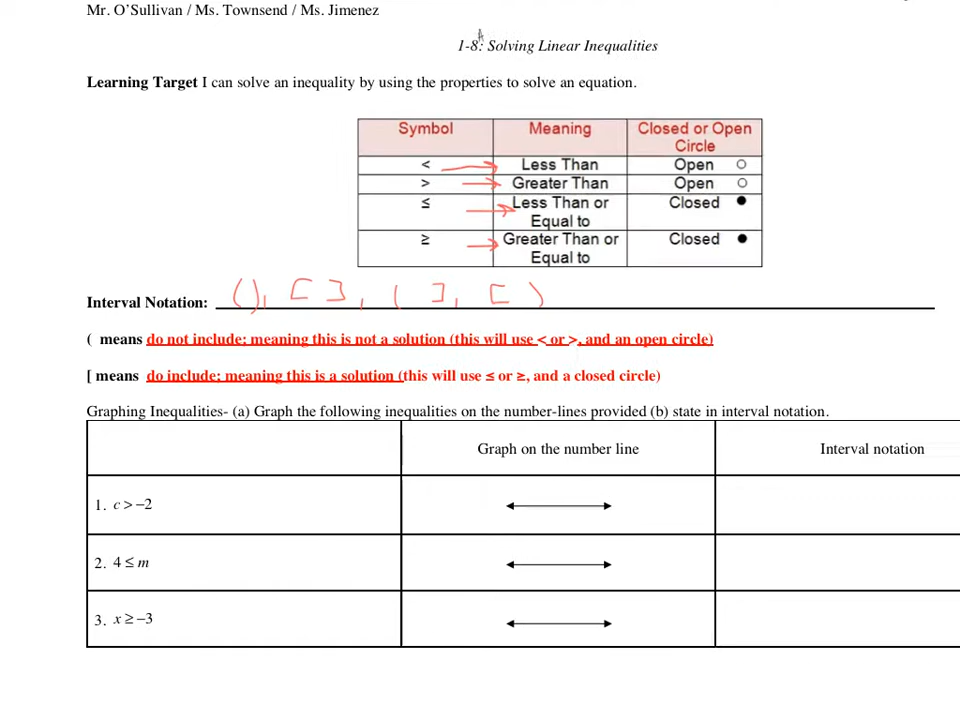 Mr. O'Sullivan / Ms. Townsend / Ms. Jimenez
1-8: Solving Linear Inequalities
Learning Target I can solve an inequality by using the properties to solve an equation.
Symbol Meaning Closed or Open Circle
< Less Than Open ○
> Greater Than Open ○
≤ Less Than or Equal to Closed ●
≥ Greater Than or Equal to Closed ●
Interval Notation: ( ), [ ], ( ], [ )
( means do not include; meaning this is not a solution (this will use < or >, and an open circle)
[ means do include; meaning this is a solution (this will use ≤ or ≥, and a closed circle)
Graphing Inequalities- (a) Graph the following inequalities on the number-lines provided (b) state in interval notation.
Graph on the number line Interval notation
1. c > −2
2. 4 ≤ m
3. x ≥ −3